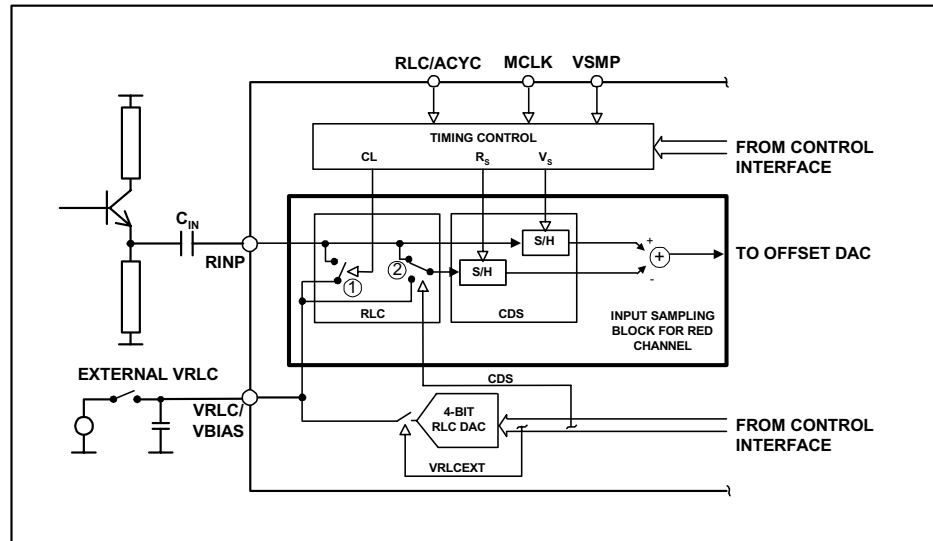 RLC/ACYC MCLK VSMP
TIMING CONTROL
CL RS VS
FROM CONTROL
INTERFACE
CIN
RINP
S/H
S/H
+
+
-
TO OFFSET DAC
1
2
RLC
CDS
INPUT SAMPLING
BLOCK FOR RED
CHANNEL
EXTERNAL VRLC
VRLC/
VBIAS
CDS
4-BIT
RLC DAC
VRLCEXT
FROM CONTROL
INTERFACE